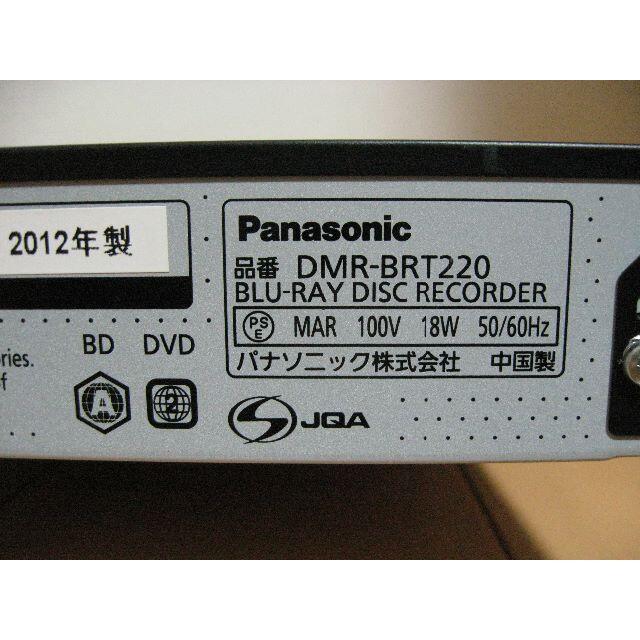 2012年製
ories.
of
BD DVD
A 2
Panasonic
品番 DMR-BRT220
BLU-RAY DISC RECORDER
PSE MAR 100V 18W 50/60Hz
パナソニック株式会社 中国製
S JQA